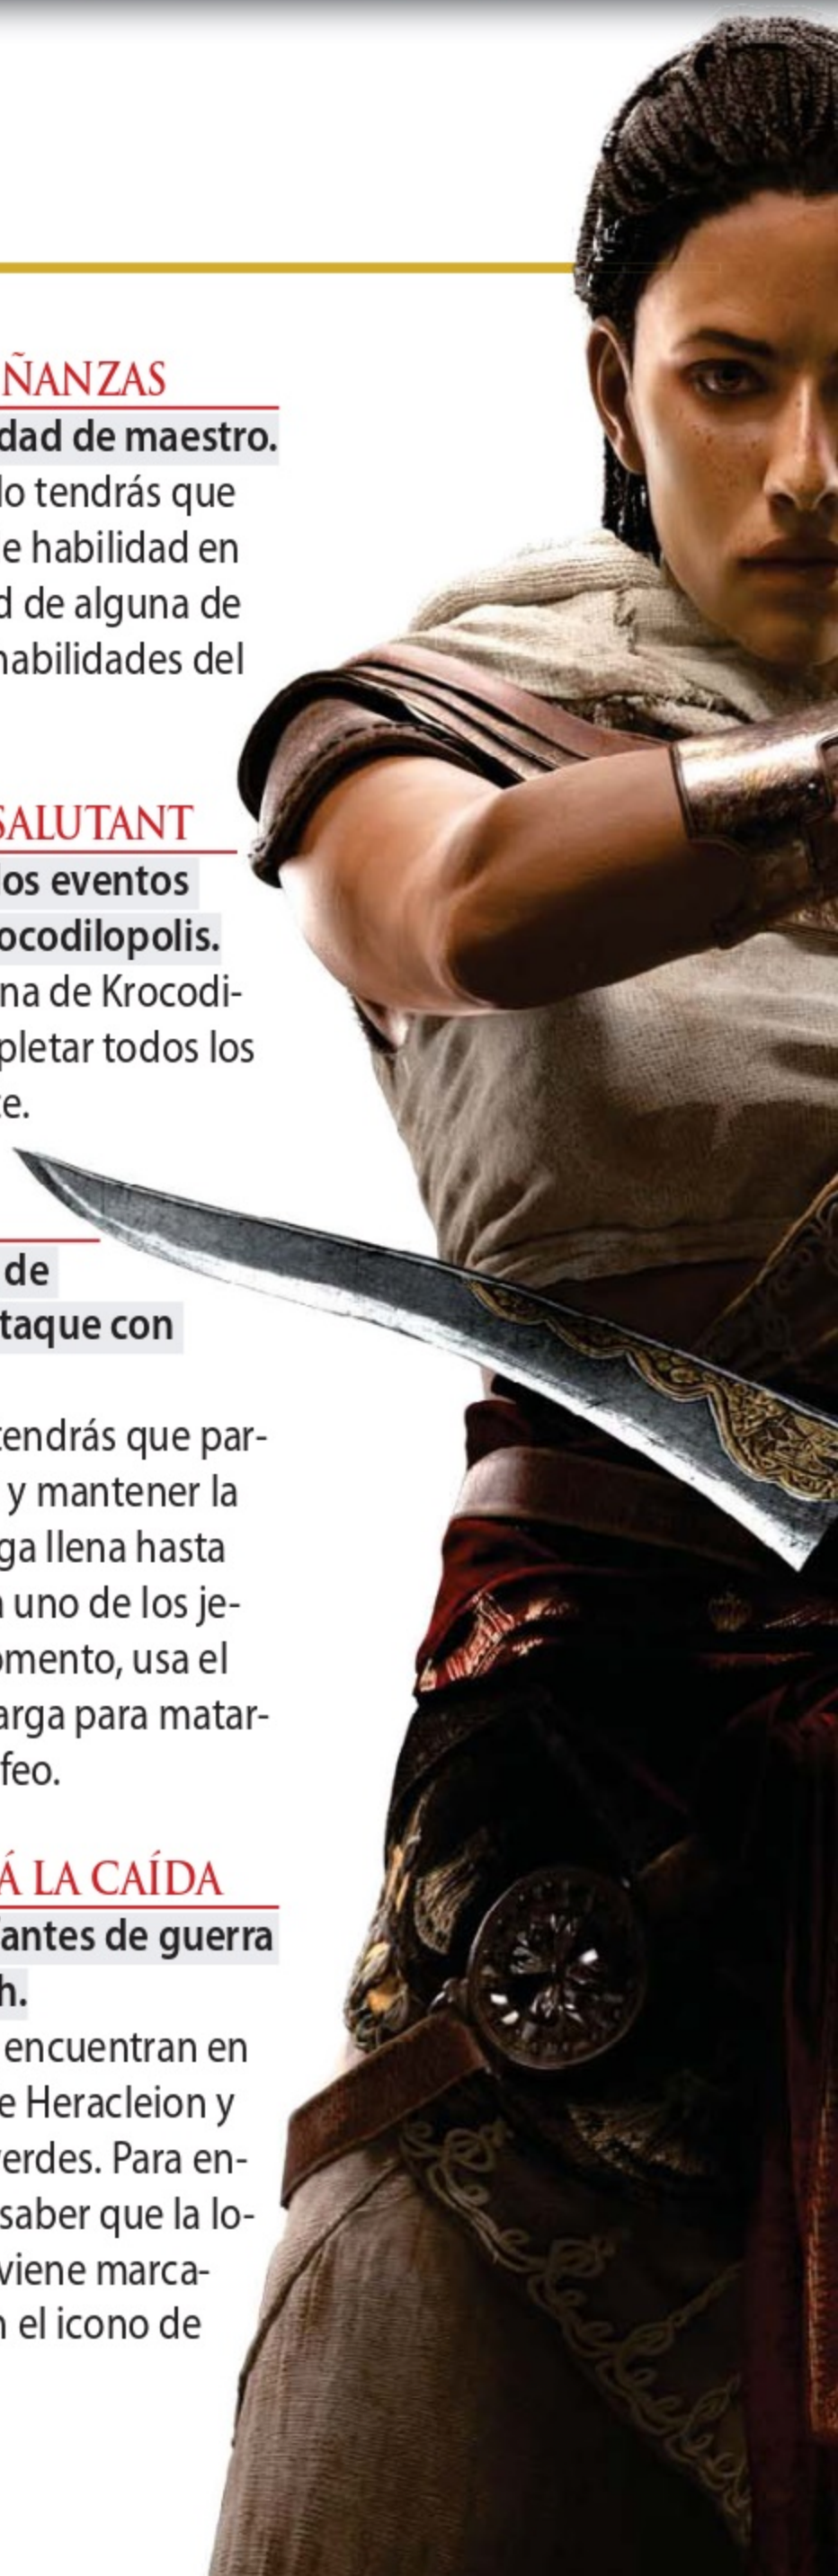 ÑANZAS
dad de maestro.
lo tendrás que
e habilidad en
d de alguna de
habilidades del
SALUTANT
los eventos
ocodilopolis.
na de Krocodi-
pletar todos los
te.
de
taque con
tendrás que par-
y mantener la
ga llena hasta
uno de los je-
omento, usa el
arga para matar-
feo.
Á LA CAÍDA
fantes de guerra
h.
encuentran en
e Heracleion y
verdes. Para en-
saber que la lo-
viene marca-
n el icono de